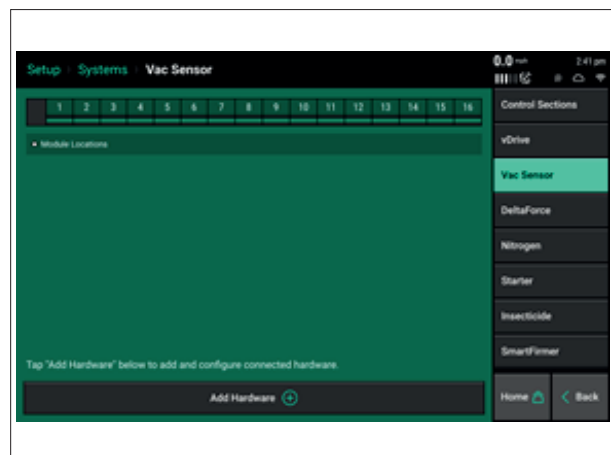 Setup Systems Vac Sensor
0.0 mph 2:41 pm
1 2 3 4 5 6 7 8 9 10 11 12 13 14 15 16
Module Locations
Control Sections
vDrive
Vac Sensor
DeltaForce
Nitrogen
Starter
Insecticide
SmartFirmer
Tap "Add Hardware" below to add and configure connected hardware.
Add Hardware
Home Back